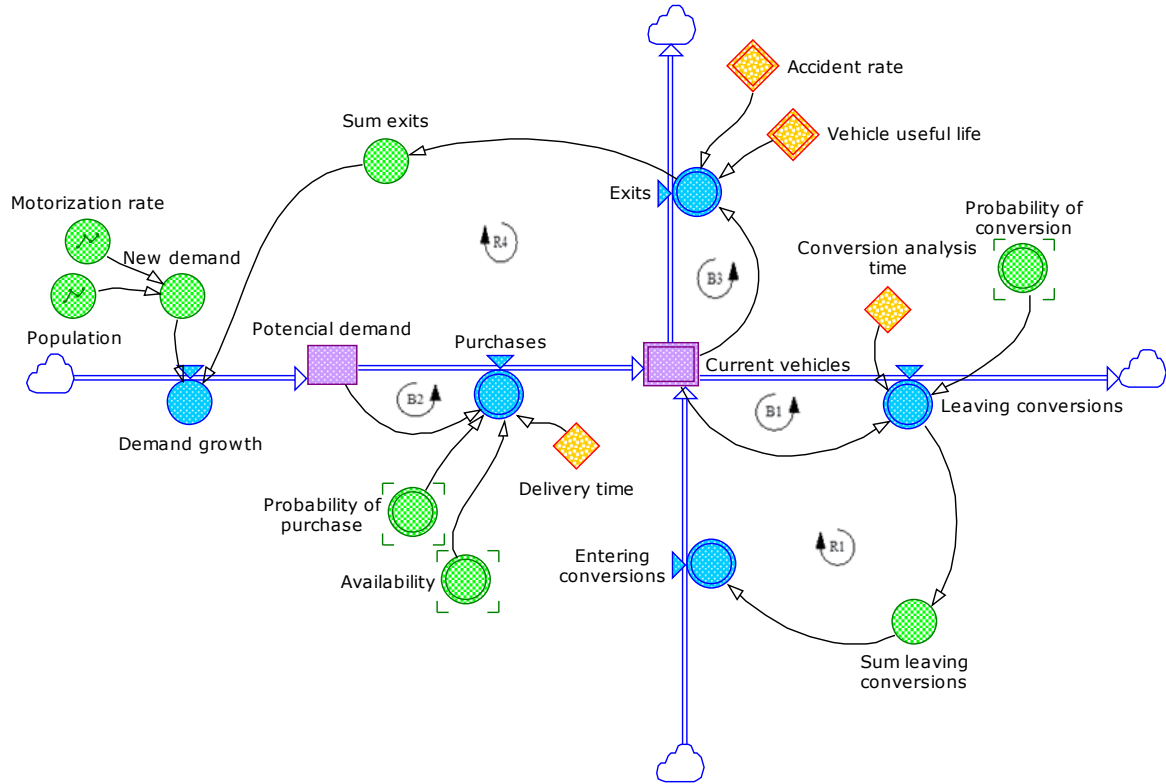 Accident rate
Sum exits
Vehicle useful life
Exits
Motorization rate
Probability of
conversion
New demand
R4
Conversion analysis
time
B3
Population
Potencial demand
Purchases
Current vehicles
B2
B1
Leaving conversions
Demand growth
Delivery time
Probability of
purchase
Entering
conversions
R1
Availability
Sum leaving
conversions